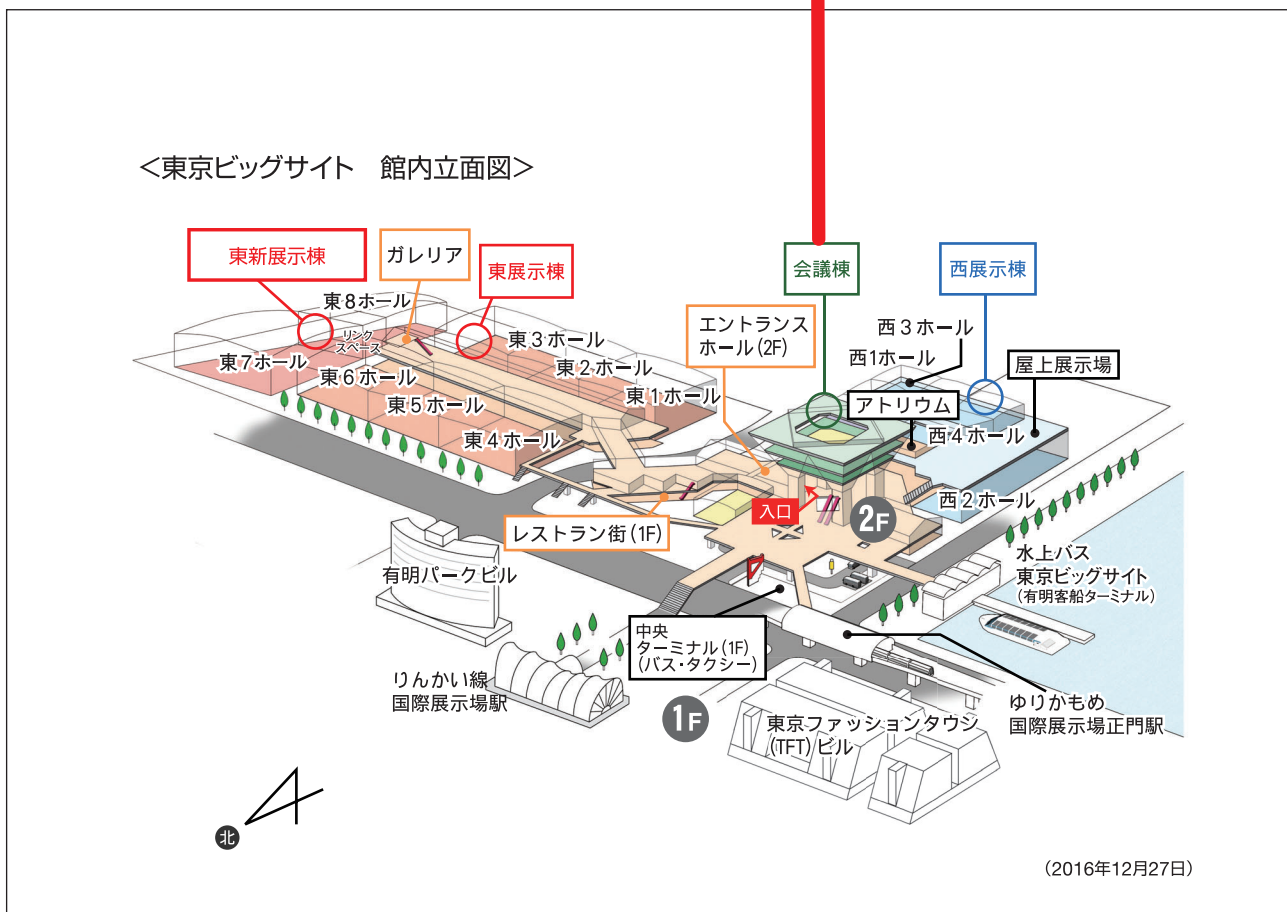 <東京ビッグサイト　館内立面図>
東新展示棟
ガレリア
東展示棟
会議棟
西展示棟
東8ホール
リンク
スペース
東7ホール
東6ホール
東5ホール
東4ホール
東3ホール
東2ホール
東1ホール
エントランス
ホール(2F)
西3ホール
西1ホール
屋上展示場
アトリウム
西4ホール
西2ホール
入口
2F
レストラン街(1F)
有明パークビル
水上バス
東京ビッグサイト
(有明客船ターミナル)
中央
ターミナル(1F)
(バス・タクシー)
りんかい線
国際展示場駅
1F
東京ファッションタウン
(TFT)ビル
ゆりかもめ
国際展示場正門駅
北
(2016年12月27日)